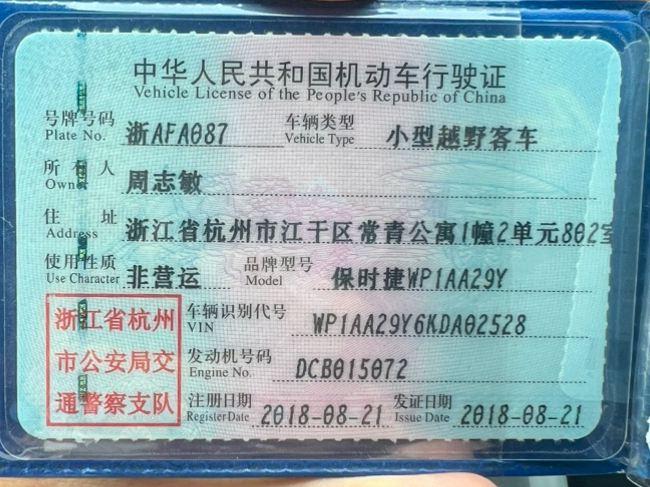 中华人民共和国机动车行驶证
Vehicle License of the People's Republic of China
号牌号码 Plate No. 浙AFA087 车辆类型 Vehicle Type 小型越野客车
所有人 Owner 周志敏
住址 Address 浙江省杭州市江干区常青公寓1幢2单元802室
使用性质 Use Character 非营运 品牌型号 Model 保时捷WP1AA29Y
浙江省杭州市公安局交通警察支队
车辆识别代号 VIN WP1AA29Y6KDA02528
发动机号码 Engine No. DCB015072
注册日期 Register Date 2018-08-21 发证日期 Issue Date 2018-08-21